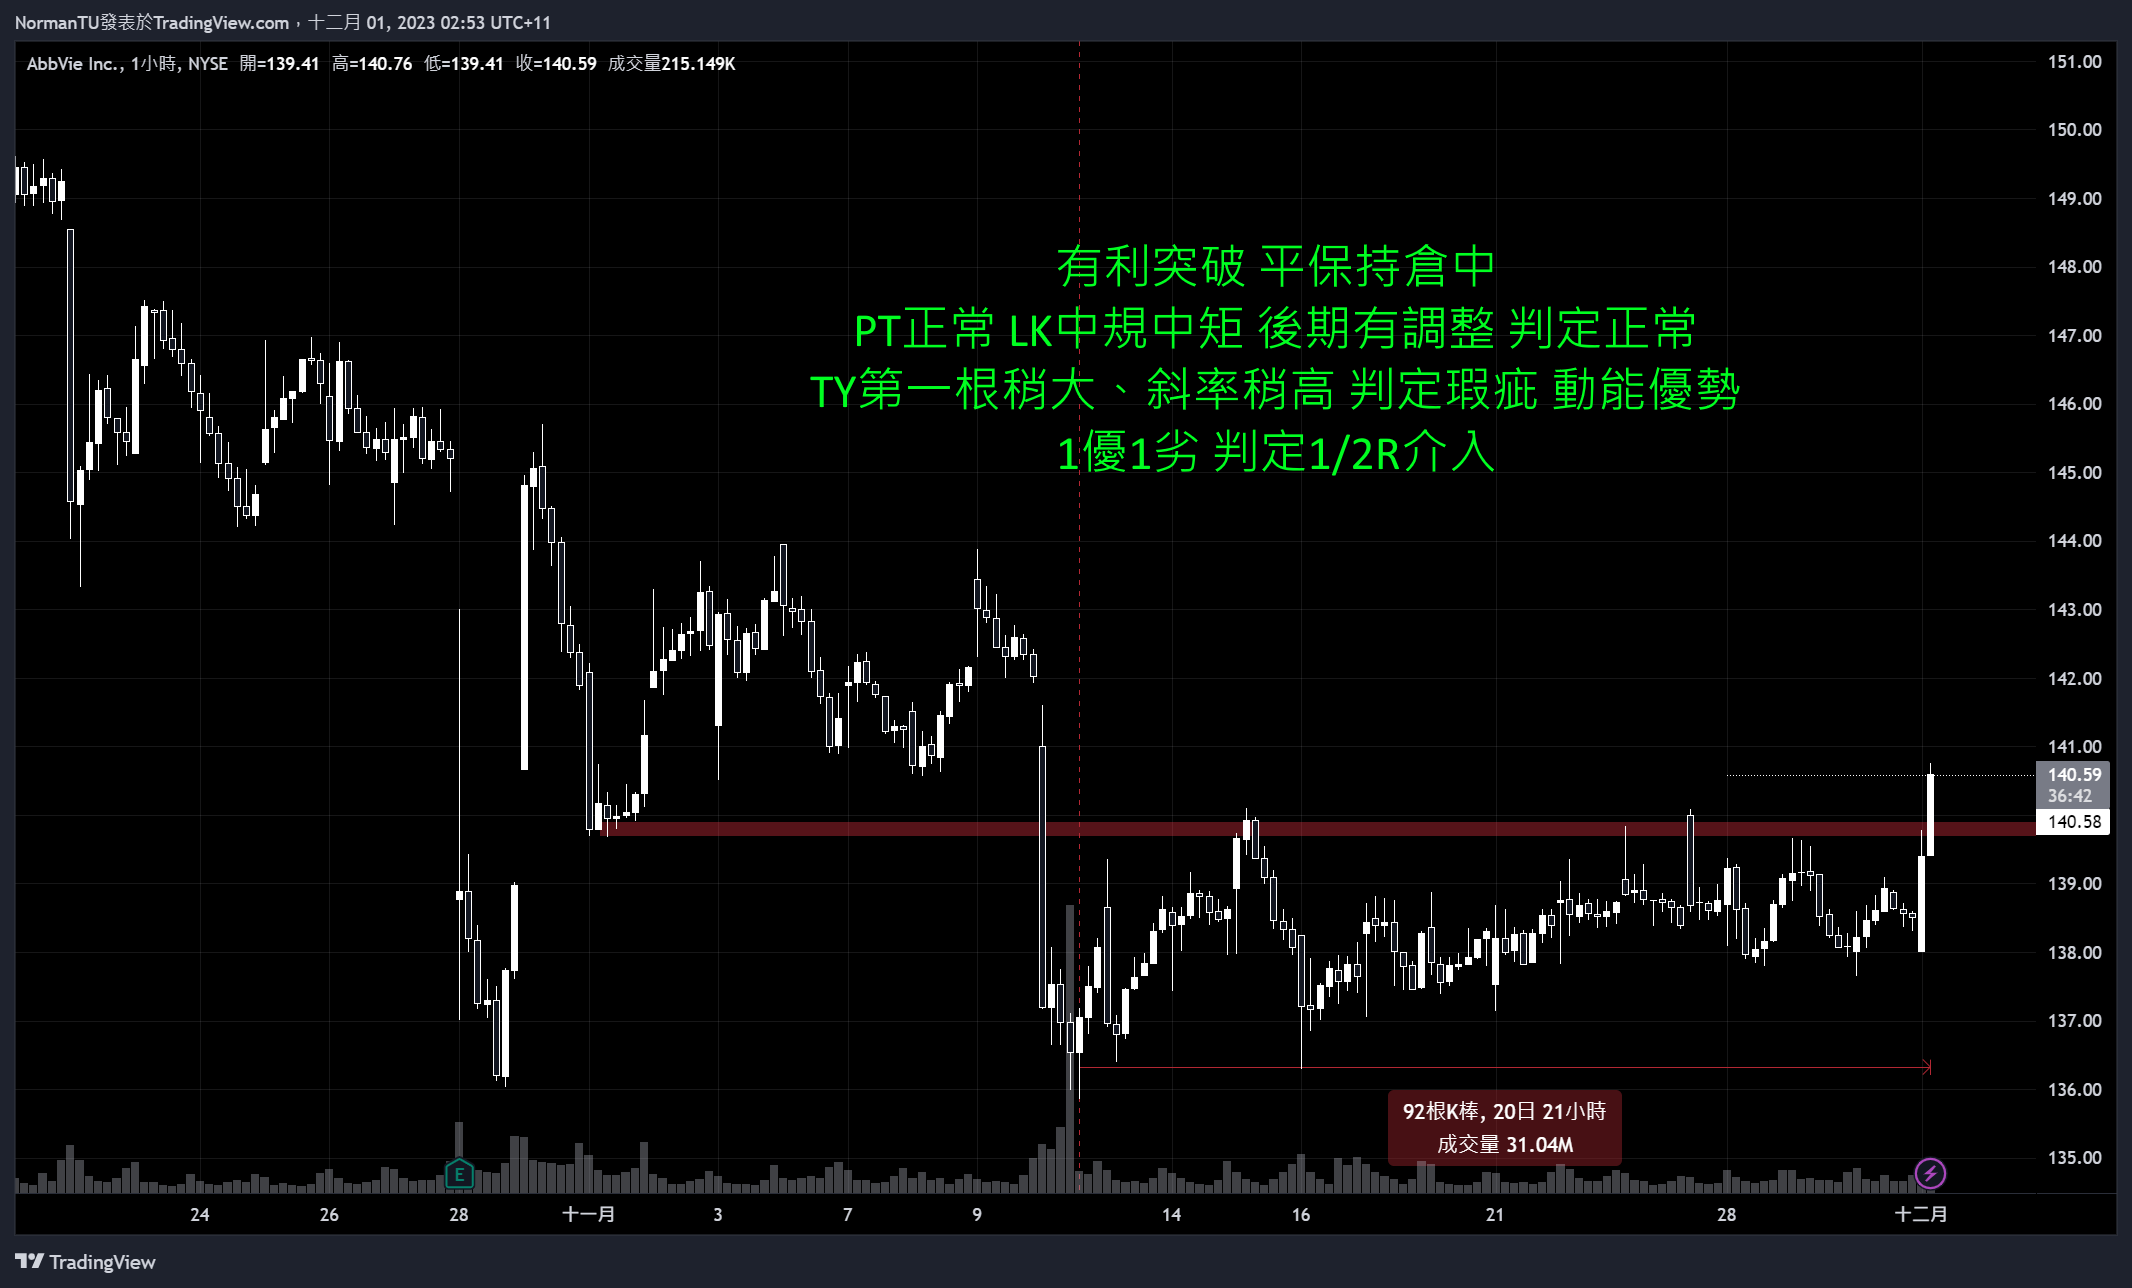 NormanTU發表於TradingView.com，十二月 01, 2023 02:53 UTC+11
AbbVie Inc., 1小時, NYSE 開=139.41 高=140.76 低=139.41 收=140.59 成交量215.149K
151.00
150.00
149.00
148.00
147.00
146.00
145.00
144.00
143.00
142.00
141.00
140.59
36:42
140.58
139.00
138.00
137.00
136.00
135.00
有利突破 平保持倉中
PT正常 LK中規中矩 後期有調整 判定正常
TY第一根稍大、斜率稍高 判定瑕疵 動能優勢
1優1劣 判定1/2R介入
92根K棒, 20日 21小時
成交量 31.04M
E
24 26 28 十一月 3 7 9 14 16 21 28 十二月
TradingView